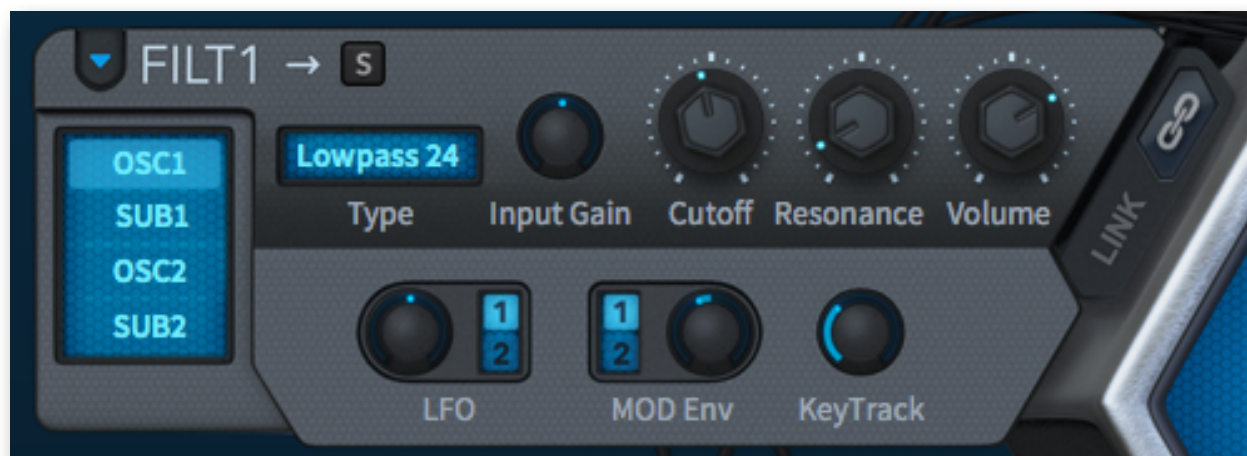 FILT1 → S
OSC1
SUB1
OSC2
SUB2
Lowpass 24
Type
Input Gain
Cutoff
Resonance
Volume
LINK
1
2
LFO
1
2
MOD Env
KeyTrack